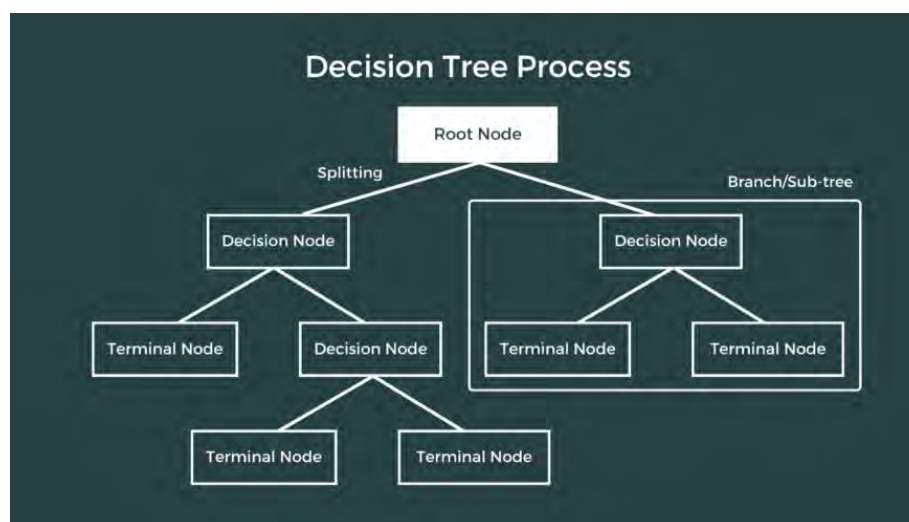 Decision Tree Process
Root Node
Splitting
Branch/Sub-tree
Decision Node
Decision Node
Terminal Node
Decision Node
Terminal Node
Terminal Node
Terminal Node
Terminal Node